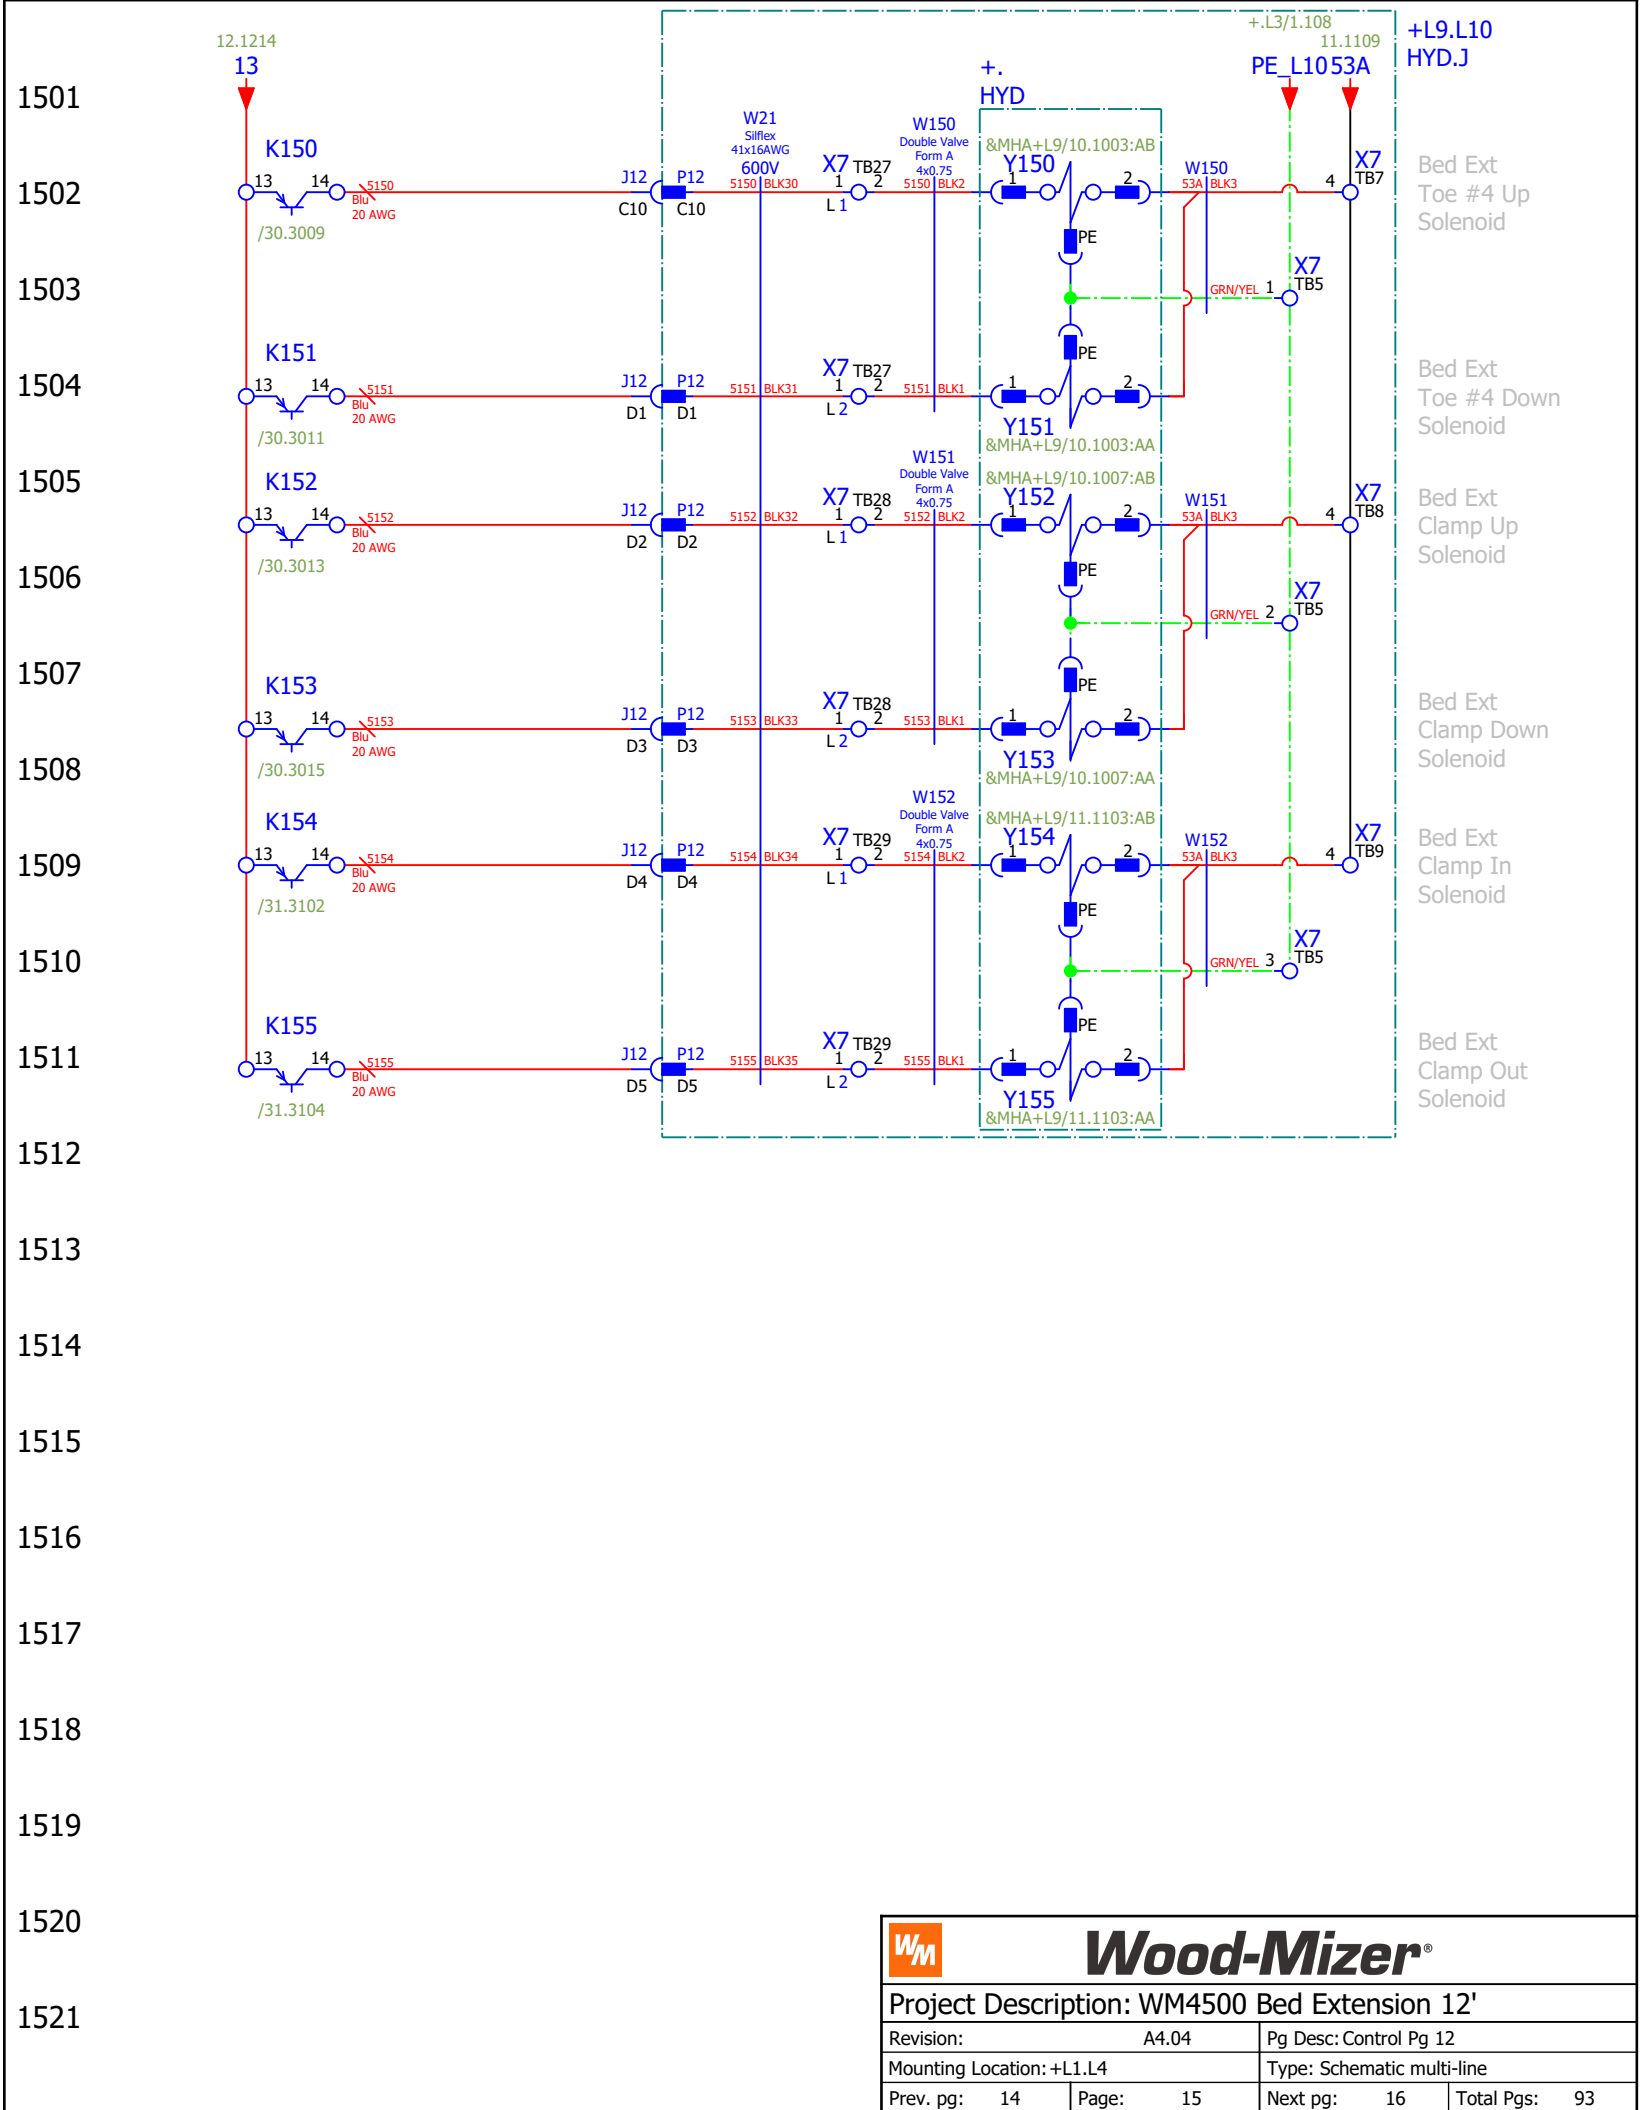 12.1214
13
+.L3/1.108
11.1109
PE_L10 53A
+L9.L10
HYD.J
+.
HYD
1501
K150
13 14
5150
Blu
20 AWG
/30.3009
J12 P12
C10 C10
W21
Silflex
41x16AWG
600V
5150 BLK30
X7 TB27
1 2
L 1
W150
Double Valve
Form A
4x0.75
5150 BLK2
&MHA+L9/10.1003:AB
Y150
1 2
PE
W150
53A BLK3
4
X7
TB7
Bed Ext
Toe #4 Up
Solenoid
1502
1503
GRN/YEL 1
X7
TB5
1504
K151
13 14
5151
Blu
20 AWG
/30.3011
J12 P12
D1 D1
5151 BLK31
X7 TB27
1 2
L 2
5151 BLK1
PE
1 2
Y151
&MHA+L9/10.1003:AA
Bed Ext
Toe #4 Down
Solenoid
1505
K152
13 14
5152
Blu
20 AWG
/30.3013
J12 P12
D2 D2
5152 BLK32
X7 TB28
1 2
L 1
W151
Double Valve
Form A
4x0.75
5152 BLK2
&MHA+L9/10.1007:AB
Y152
1 2
PE
W151
53A BLK3
4
X7
TB8
Bed Ext
Clamp Up
Solenoid
1506
GRN/YEL 2
X7
TB5
1507
K153
13 14
5153
Blu
20 AWG
/30.3015
J12 P12
D3 D3
5153 BLK33
X7 TB28
1 2
L 2
5153 BLK1
PE
1 2
Y153
&MHA+L9/10.1007:AA
Bed Ext
Clamp Down
Solenoid
1508
K154
13 14
5154
Blu
20 AWG
/31.3102
J12 P12
D4 D4
5154 BLK34
X7 TB29
1 2
L 1
W152
Double Valve
Form A
4x0.75
5154 BLK2
&MHA+L9/11.1103:AB
Y154
1 2
PE
W152
53A BLK3
4
X7
TB9
Bed Ext
Clamp In
Solenoid
1509
1510
GRN/YEL 3
X7
TB5
1511
K155
13 14
5155
Blu
20 AWG
/31.3104
J12 P12
D5 D5
5155 BLK35
X7 TB29
1 2
L 2
5155 BLK1
PE
1 2
Y155
&MHA+L9/11.1103:AA
Bed Ext
Clamp Out
Solenoid
1512
1513
1514
1515
1516
1517
1518
1519
1520
1521
WM
Wood-Mizer®
Project Description: WM4500 Bed Extension 12'
Revision: A4.04 Pg Desc: Control Pg 12
Mounting Location: +L1.L4 Type: Schematic multi-line
Prev. pg: 14 Page: 15 Next pg: 16 Total Pgs: 93